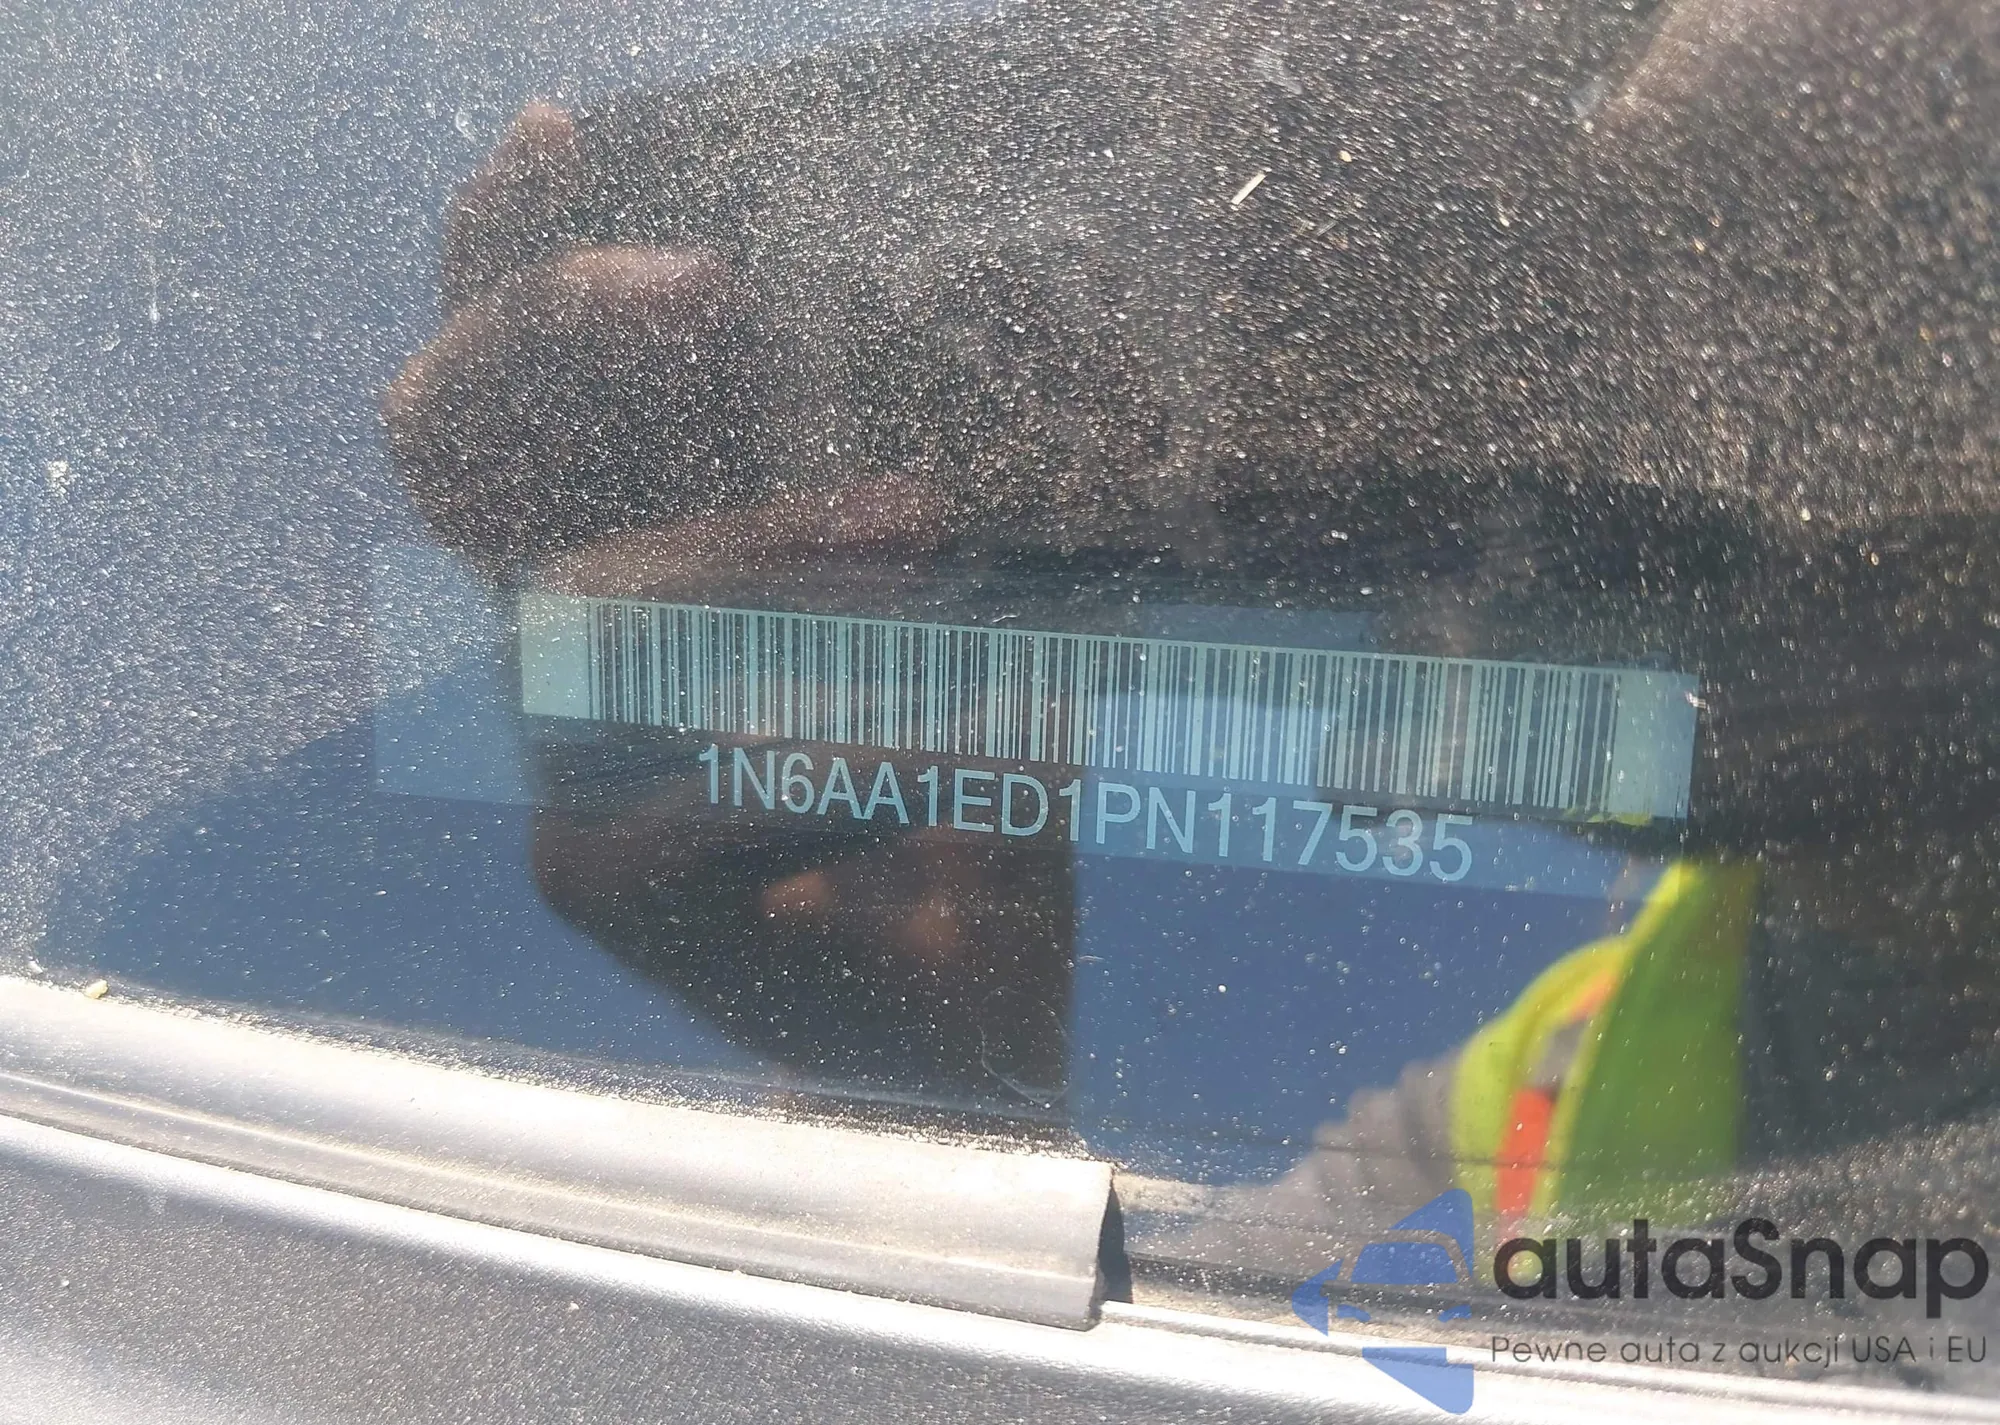 1N6AA1ED1PN117535
autaSnap
Pewne auta z aukcji USA i EU